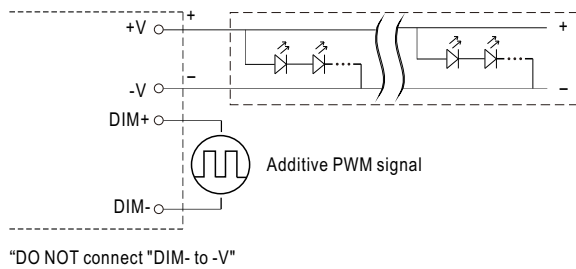 +
+V
+
−
-V
−
DIM+
Additive PWM signal
DIM-
“DO NOT connect "DIM- to -V"